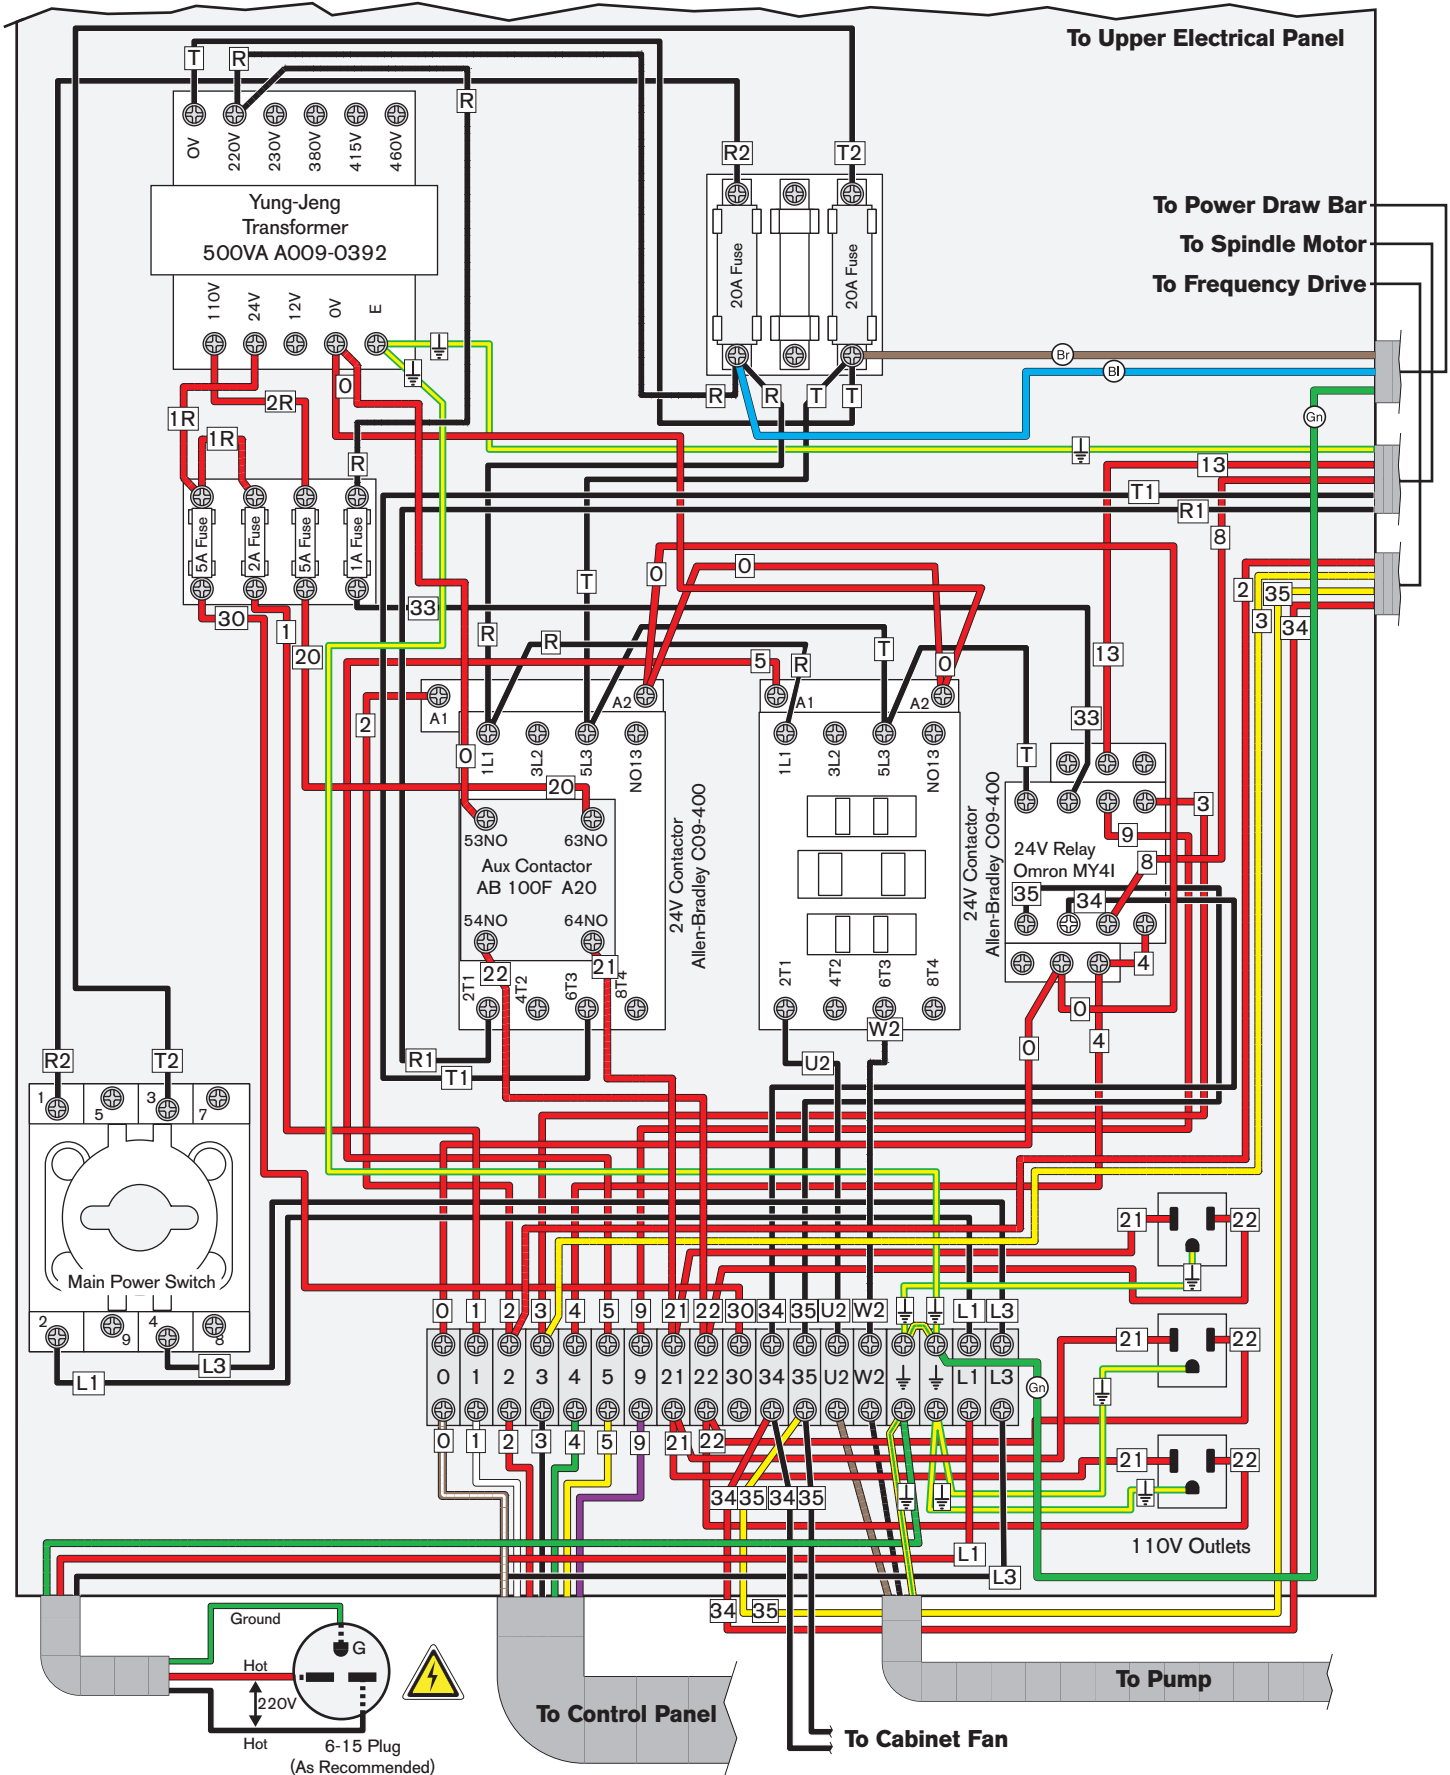 To Upper Electrical Panel
T
R
R
0V
220V
230V
380V
415V
460V
R2
T2
Yung-Jeng
Transformer
500VA A009-0392
To Power Draw Bar
To Spindle Motor
To Frequency Drive
110V
24V
12V
0V
E
20A Fuse
20A Fuse
Br
Bl
0
R
R
T
T
1R
2R
Gn
1R
R
13
T1
R1
8
5A Fuse
2A Fuse
5A Fuse
1A Fuse
T
0
0
2
35
3
34
30
1
20
33
R
R
T
5
R
0
13
2
A1
A2
A1
A2
33
0
1L1
3L2
5L3
NO13
1L1
3L2
5L3
NO13
T
20
3
53NO
63NO
9
Aux Contactor
AB 100F A20
24V Contactor
Allen-Bradley C09-400
24V Contactor
Allen-Bradley C09-400
24V Relay
Omron MY4I
8
35
34
54NO
64NO
22
21
4
2T1
4T2
6T3
8T4
2T1
4T2
6T3
8T4
0
W2
0
4
R2
T2
R1
T1
U2
1
5
3
7
Main Power Switch
2
9
4
8
L3
L1
21
22
0
1
2
3
4
5
9
21
22
30
34
35
U2
W2
L1
L3
21
22
0
1
2
3
4
5
9
21
22
30
34
35
U2
W2
L1
L3
Gn
0
1
2
3
4
5
9
21
22
21
22
34
35
34
35
110V Outlets
L1
L3
34
35
Ground
G
Hot
220V
Hot
6-15 Plug
(As Recommended)
To Control Panel
To Pump
To Cabinet Fan